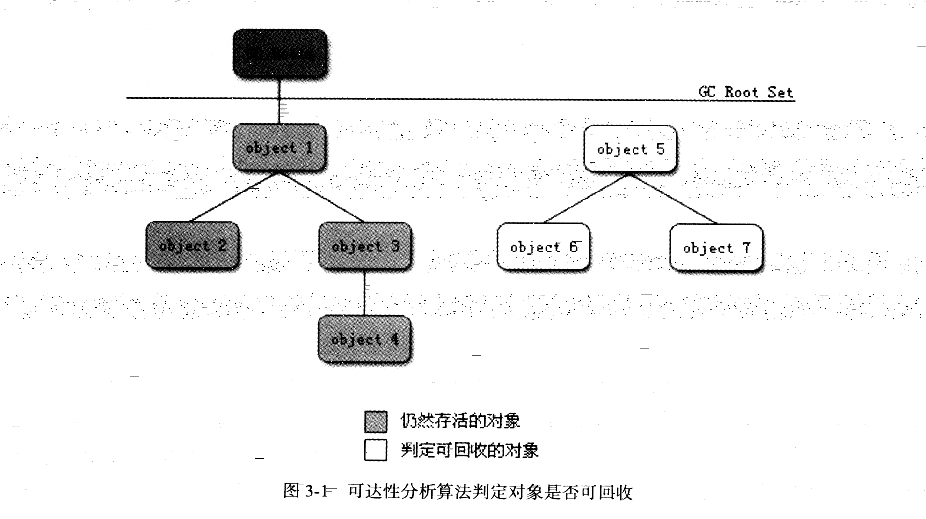 GC Root Set
object 1
object 5
object 2
object 3
object 6
object 7
object 4
仍然存活的对象
判定可回收的对象
图 3-1 可达性分析算法判定对象是否可回收